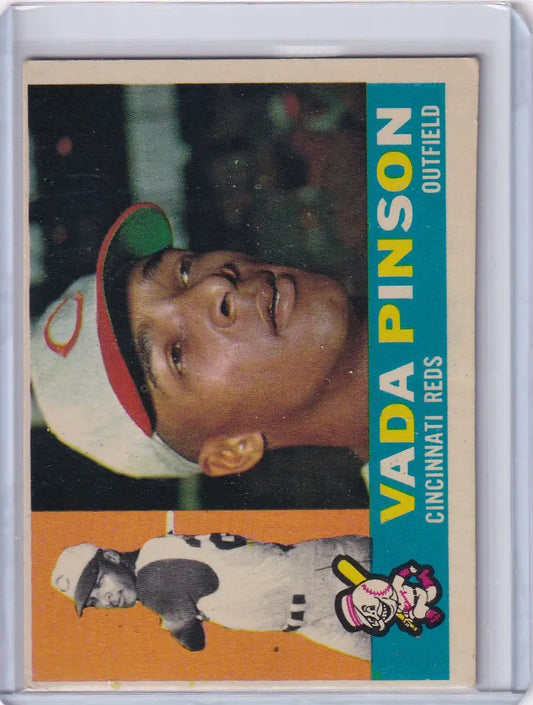 VADA PINSON
CINCINNATI REDS OUTFIELD
C
C